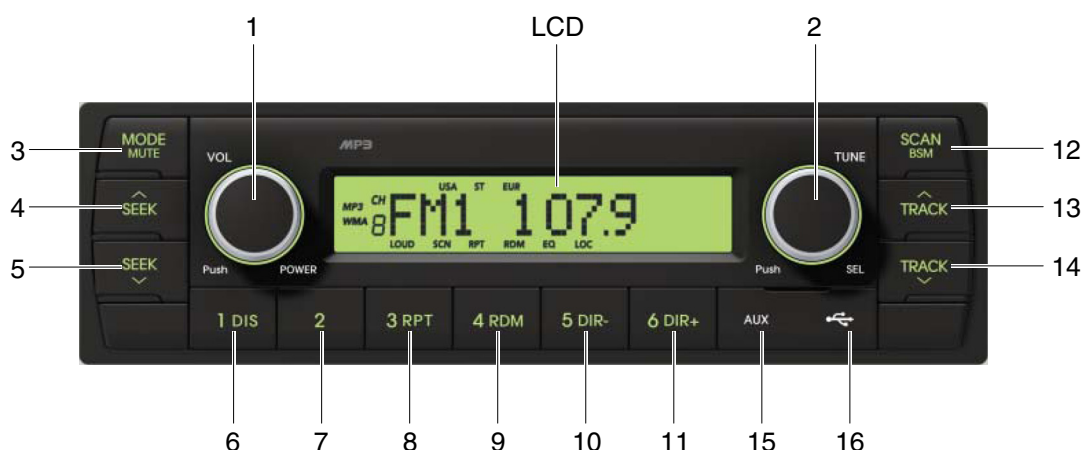 1 LCD 2
3 MODE MUTE
VOL
MP3
TUNE
SCAN BSM 12
4 SEEK
USA ST EUR
MP3 WMA CH 8 FM1 107.9
LOUD SCN RPT RDM EQ LOC
TRACK 13
5 SEEK
Push POWER
Push SEL
TRACK 14
1 DIS 2 3 RPT 4 RDM 5 DIR- 6 DIR+ AUX
6 7 8 9 10 11 15 16